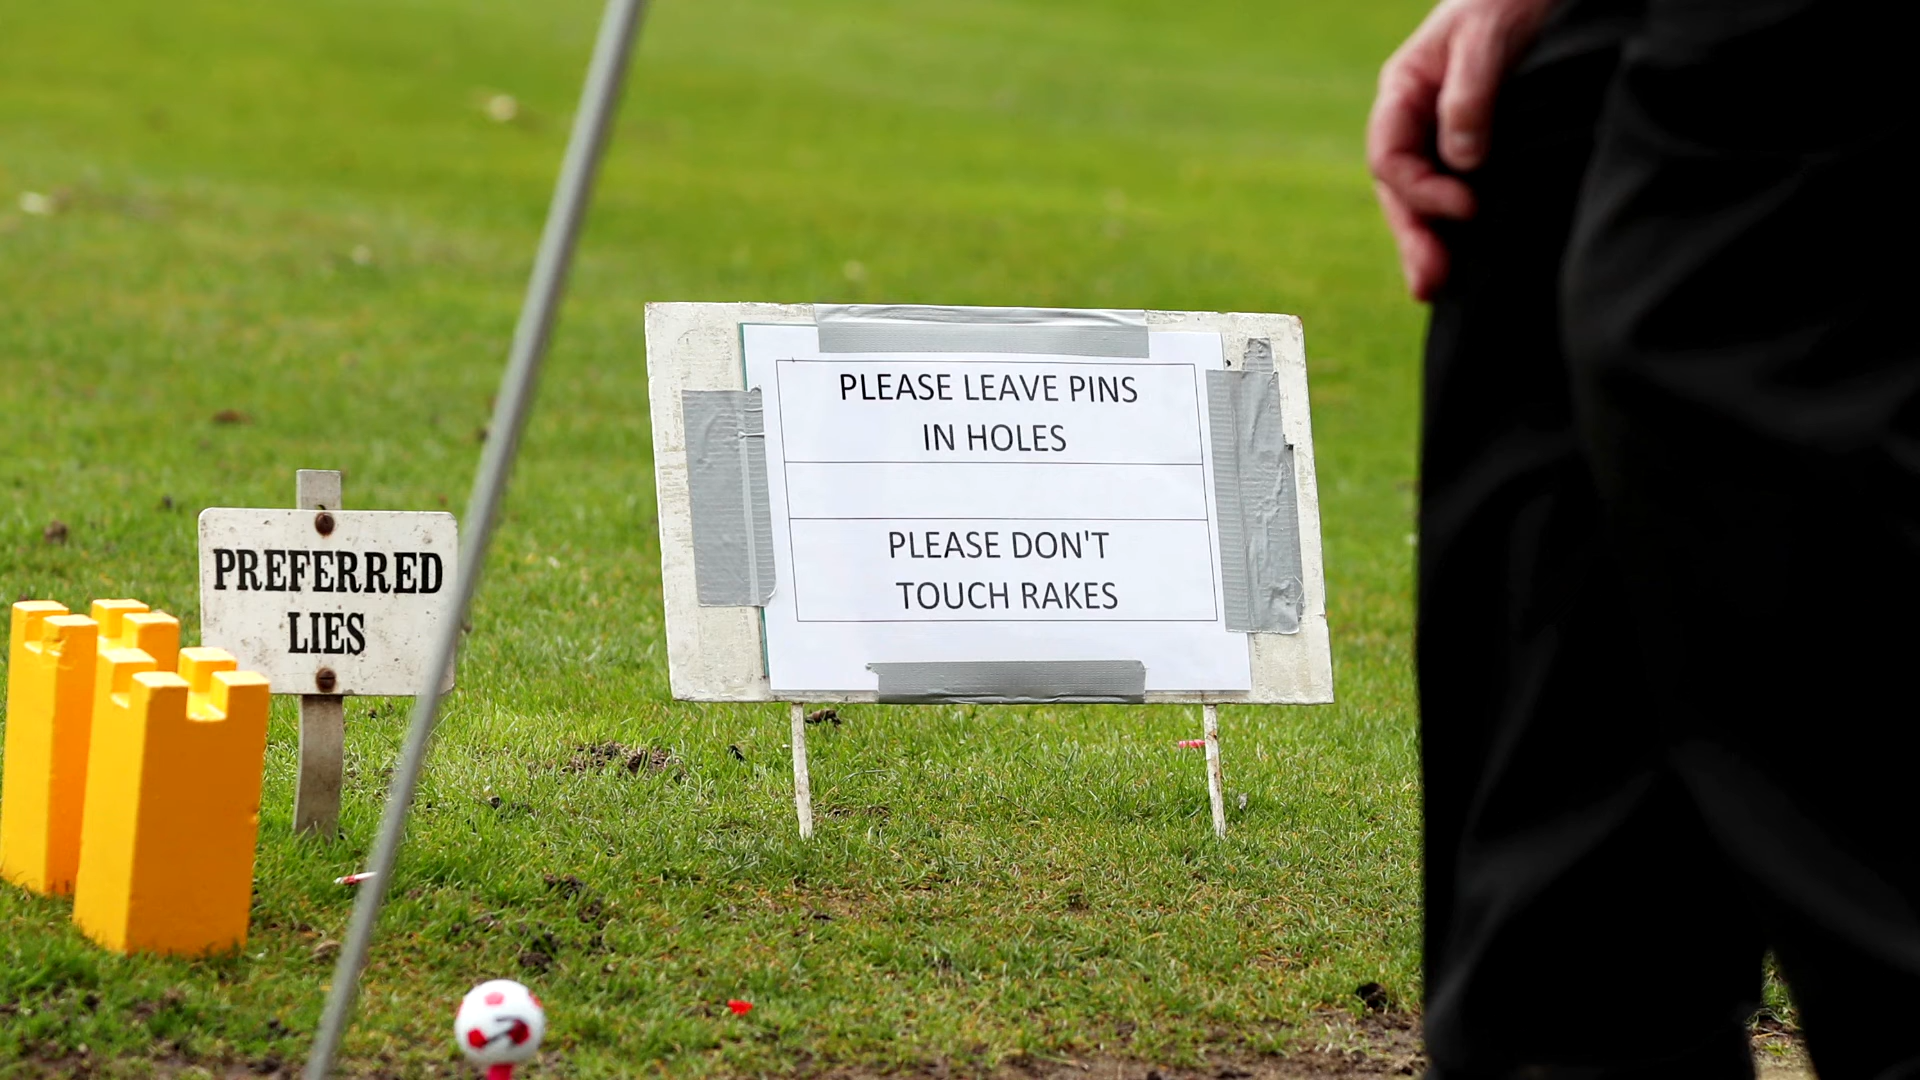 PREFERRED
LIES
PLEASE LEAVE PINS
IN HOLES
PLEASE DON'T
TOUCH RAKES